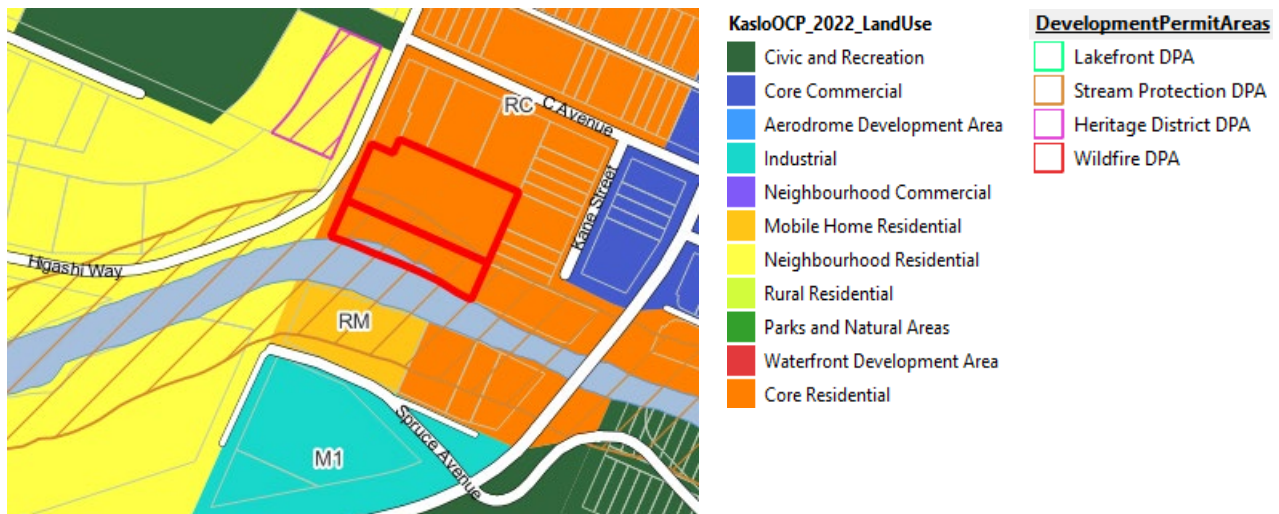 RC
C Avenue
Kane Street
Higashi Way
RM
Spruce Avenue
M1
KasloOCP_2022_LandUse
Civic and Recreation
Core Commercial
Aerodrome Development Area
Industrial
Neighbourhood Commercial
Mobile Home Residential
Neighbourhood Residential
Rural Residential
Parks and Natural Areas
Waterfront Development Area
Core Residential
DevelopmentPermitAreas
Lakefront DPA
Stream Protection DPA
Heritage District DPA
Wildfire DPA